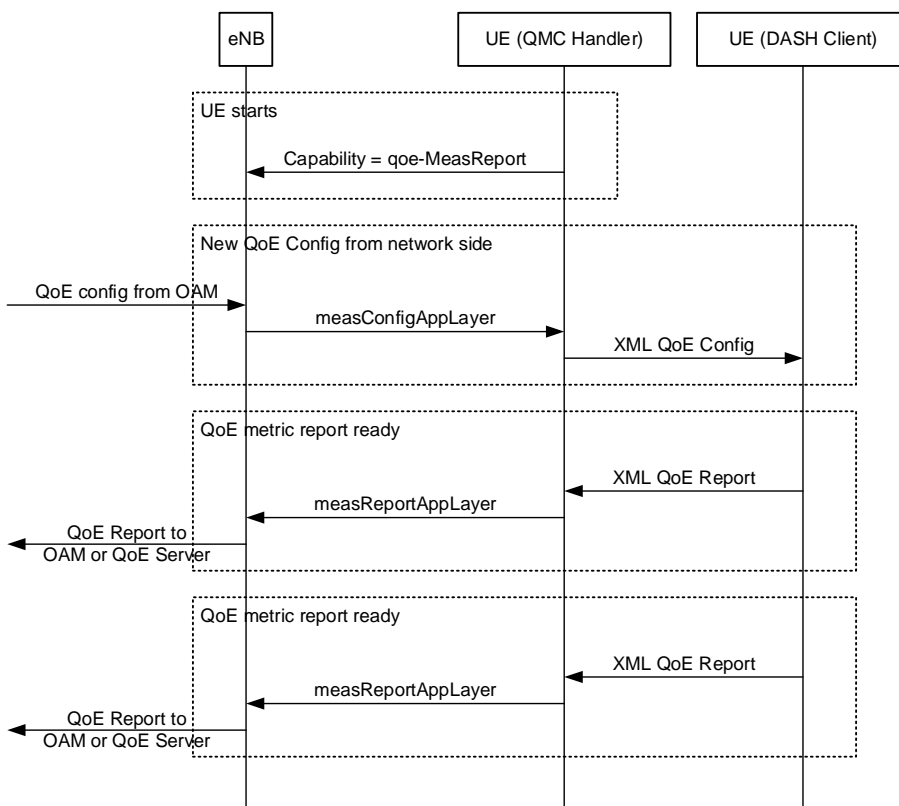 eNB
UE (QMC Handler)
UE (DASH Client)
UE starts
Capability = qoe-MeasReport
New QoE Config from network side
QoE config from OAM
measConfigAppLayer
XML QoE Config
QoE metric report ready
XML QoE Report
measReportAppLayer
QoE Report to
OAM or QoE Server
QoE metric report ready
XML QoE Report
measReportAppLayer
QoE Report to
OAM or QoE Server